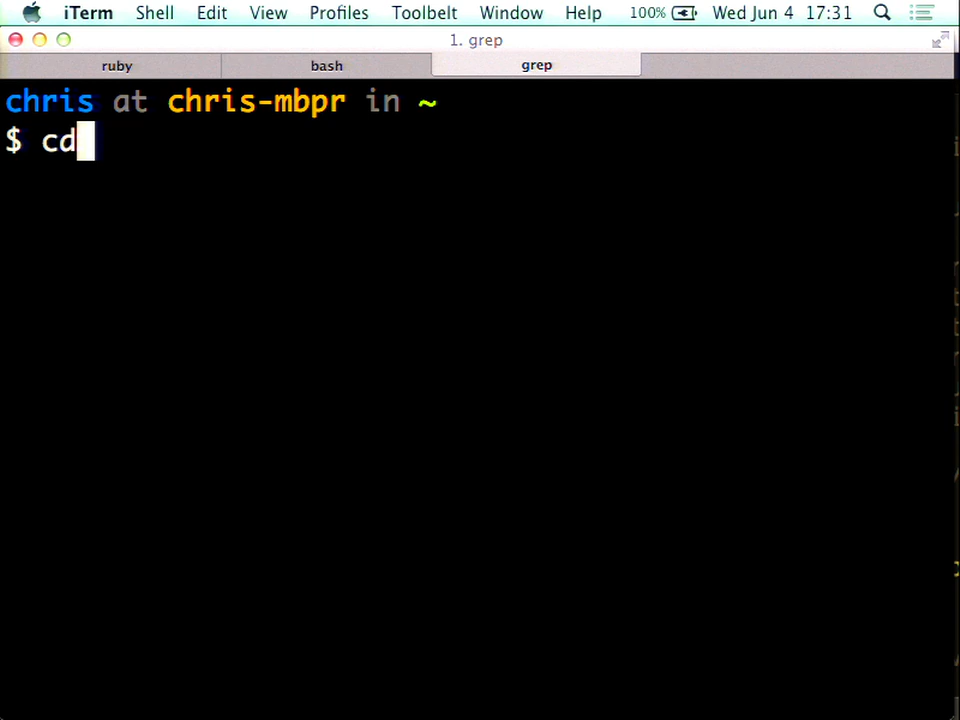 iTerm Shell Edit View Profiles Toolbelt Window Help 100% Wed Jun 4 17:31
1. grep
ruby bash grep
chris at chris-mbpr in ~
$ cd